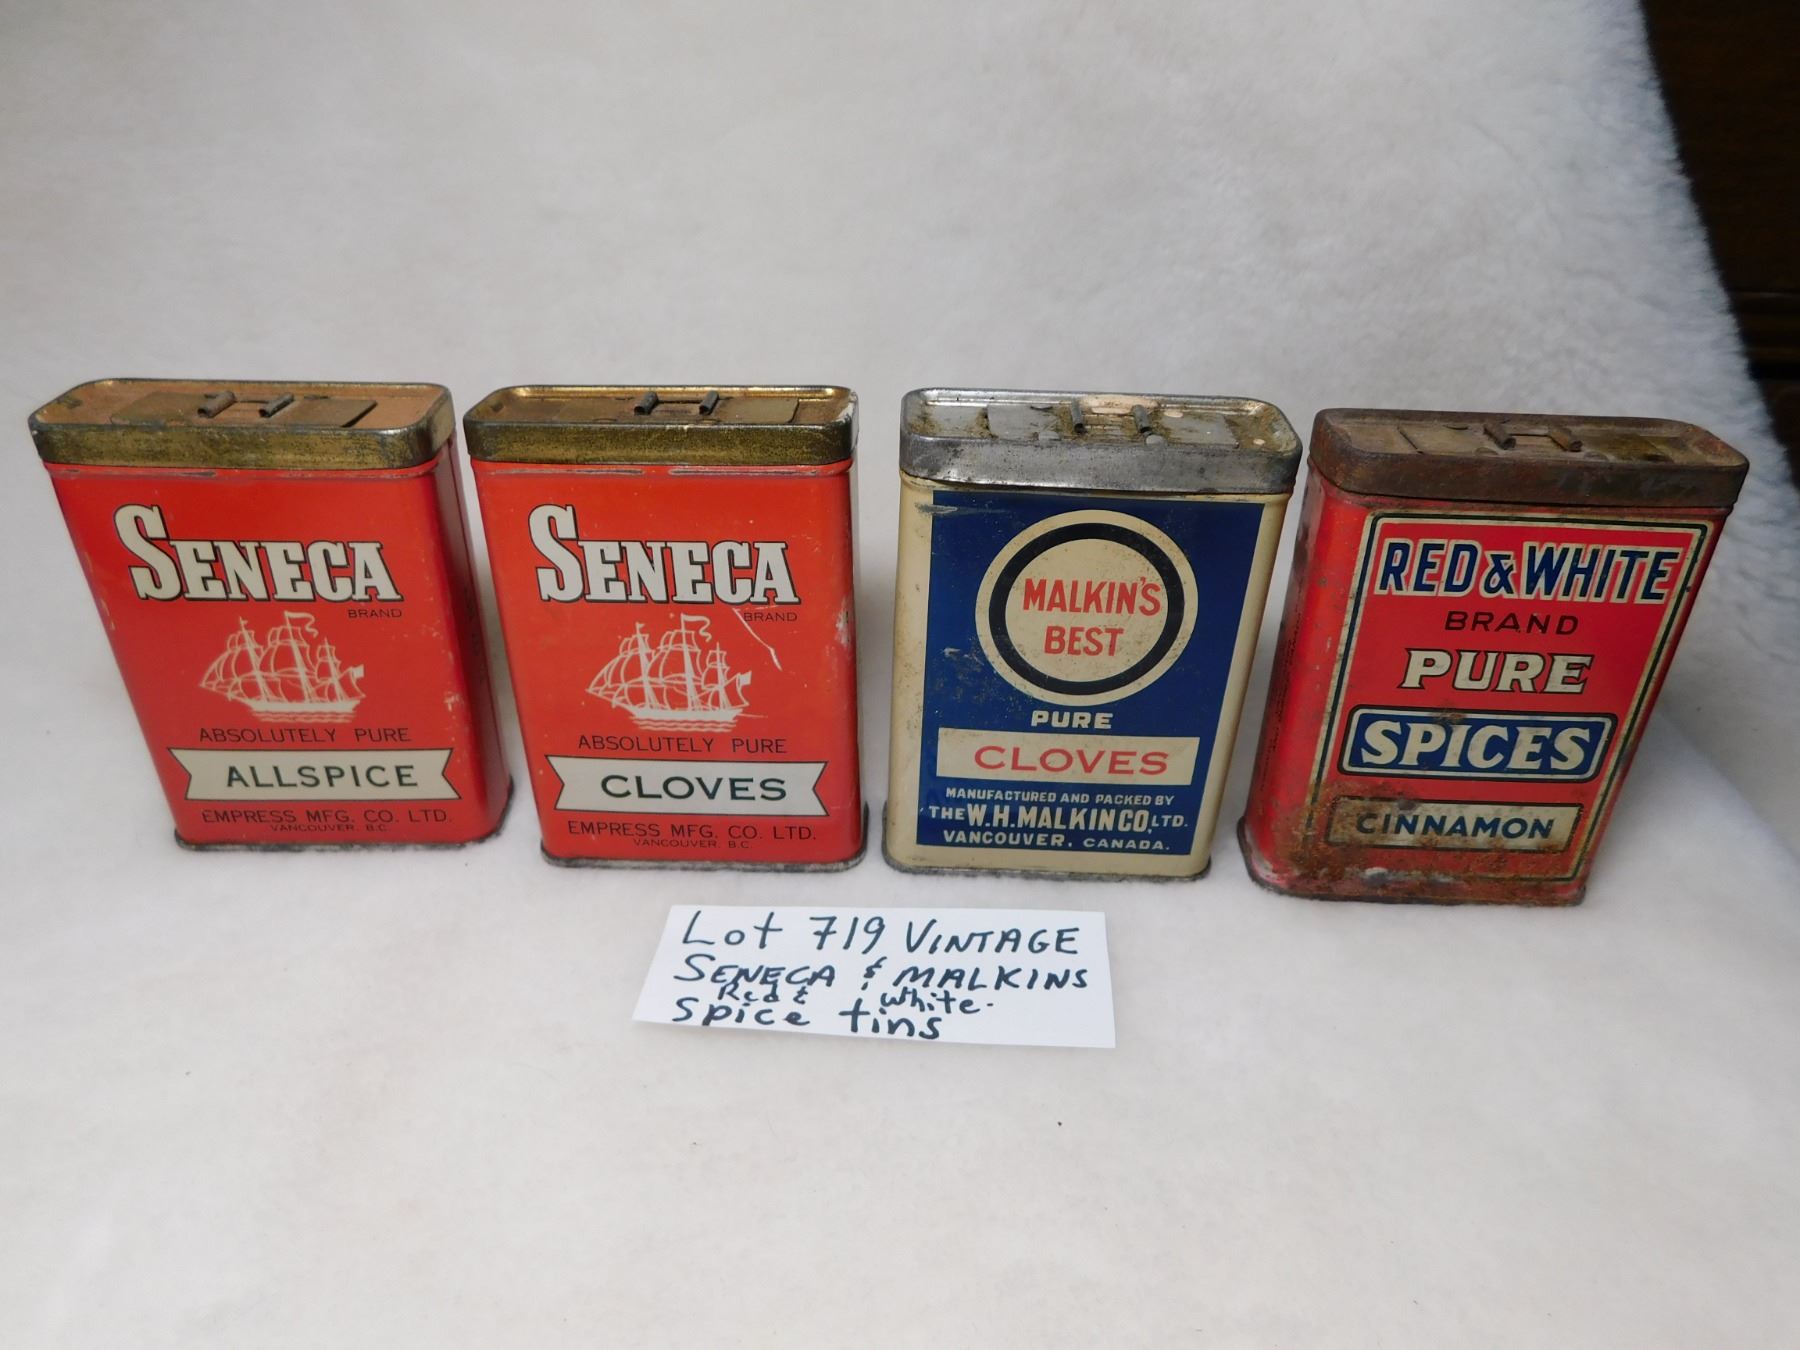 SENECA
BRAND
ABSOLUTELY PURE
ALLSPICE
EMPRESS MFG. CO. LTD.
VANCOUVER, B.C.
SENECA
BRAND
ABSOLUTELY PURE
CLOVES
EMPRESS MFG. CO. LTD.
VANCOUVER, B.C.
MALKIN'S
BEST
PURE
CLOVES
MANUFACTURED AND PACKED BY
THE W.H. MALKIN CO., LTD.
VANCOUVER, CANADA.
RED & WHITE
BRAND
PURE
SPICES
CINNAMON
Lot 719 VINTAGE
SENECA & MALKINS
Red & White-
Spice tins